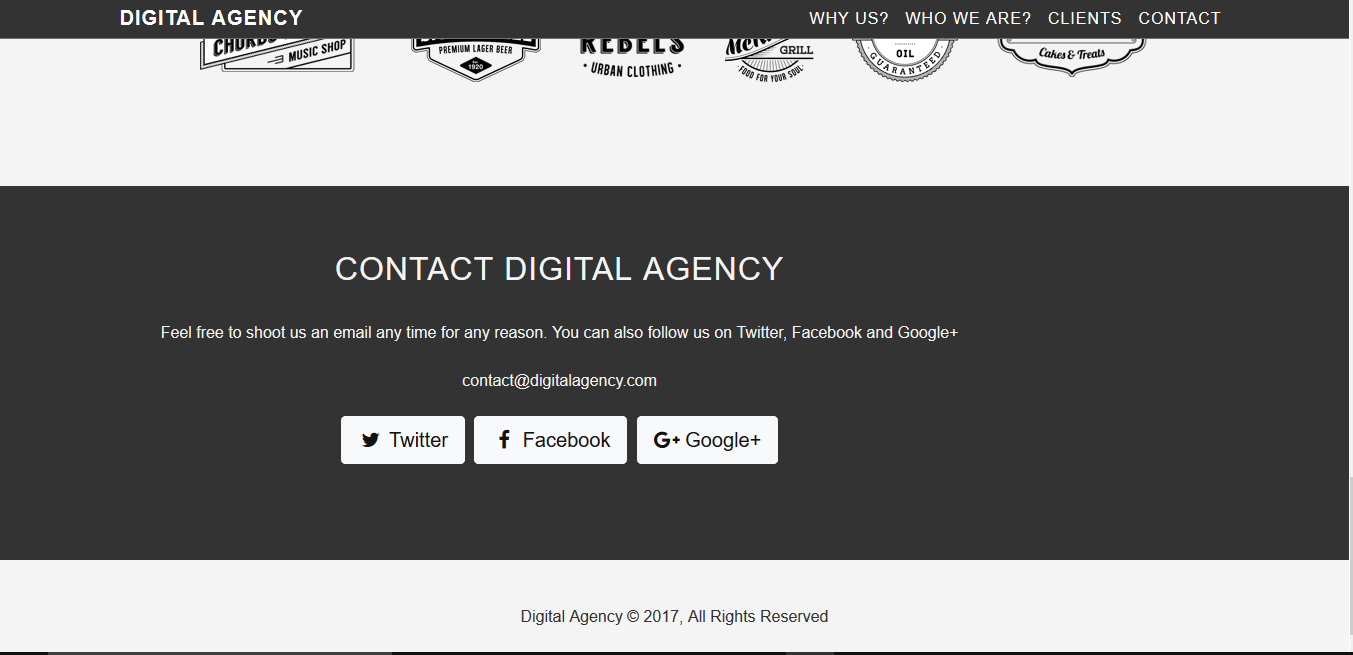 DIGITAL AGENCY WHY US? WHO WE ARE? CLIENTS CONTACT
MUSIC SHOP
PREMIUM LAGER BEER
1920
REBELS
• URBAN CLOTHING •
GRILL
FOOD FOR YOUR SOUL
OIL
GUARANTEED
Cakes & Treats
CONTACT DIGITAL AGENCY
Feel free to shoot us an email any time for any reason. You can also follow us on Twitter, Facebook and Google+
contact@digitalagency.com
Twitter Facebook G+ Google+
Digital Agency © 2017, All Rights Reserved